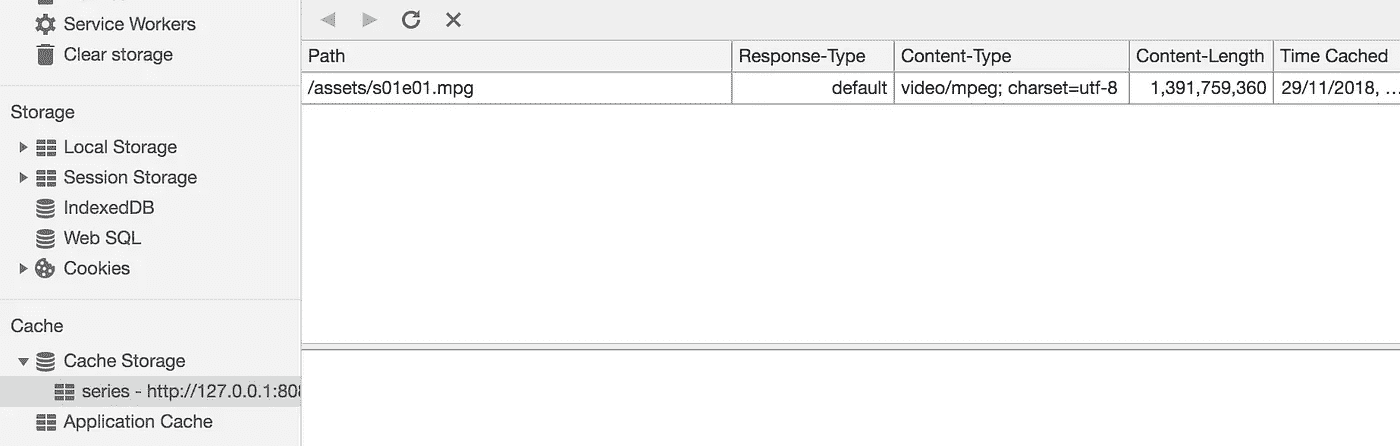 Service Workers
Clear storage
Storage
Local Storage
Session Storage
IndexedDB
Web SQL
Cookies
Cache
Cache Storage
series - http://127.0.0.1:808
Application Cache
Path Response-Type Content-Type Content-Length Time Cached
/assets/s01e01.mpg default video/mpeg; charset=utf-8 1,391,759,360 29/11/2018, …